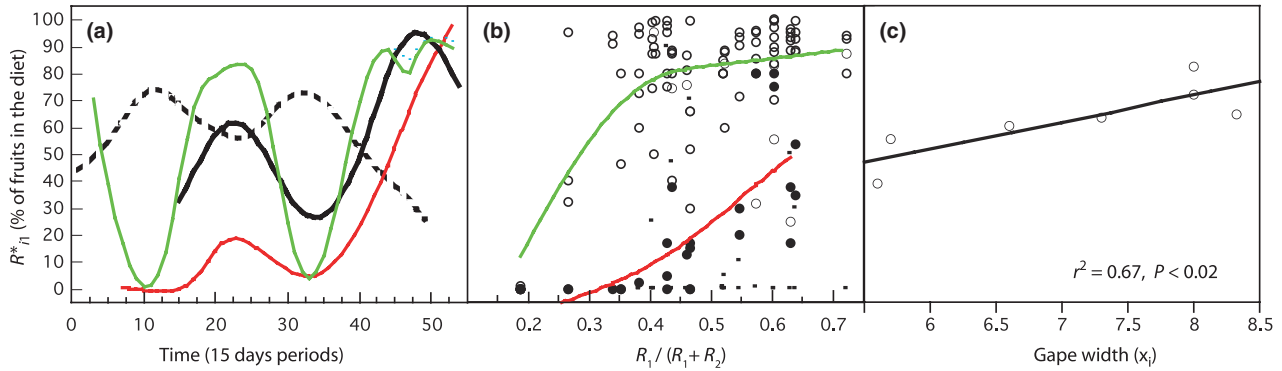 R*i1 (% of fruits in the diet)
100
90
80
70
60
50
40
30
20
10
0
(a)
0 10 20 30 40 50
Time (15 days periods)
(b)
0.2 0.3 0.4 0.5 0.6 0.7
R1 / (R1 + R2)
(c)
r2 = 0.67, P < 0.02
6 6.5 7 7.5 8 8.5
Gape width (xi)